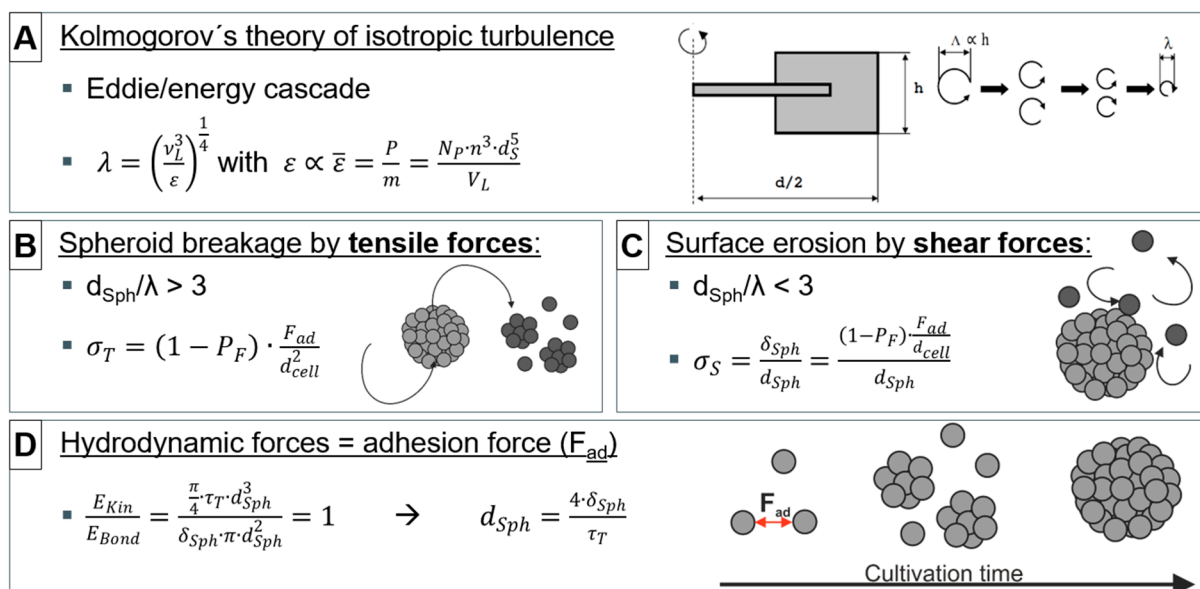 A Kolmogorov´s theory of isotropic turbulence
▪ Eddie/energy cascade
▪ λ = (ν_L^3/ε)^(1/4) with ε ∝ ε̅ = P/m = (N_P·n^3·d_S^5)/V_L
h
d/2
Λ ∝ h
λ
B Spheroid breakage by tensile forces:
▪ d_Sph/λ > 3
▪ σ_T = (1 − P_F) · F_ad/d_cell^2
C Surface erosion by shear forces:
▪ d_Sph/λ < 3
▪ σ_S = δ_Sph/d_Sph = ((1−P_F)·F_ad/d_cell)/d_Sph
D Hydrodynamic forces = adhesion force (F_ad)
▪ E_Kin/E_Bond = (π/4·τ_T·d_Sph^3)/(δ_Sph·π·d_Sph^2) = 1 → d_Sph = (4·δ_Sph)/τ_T
F_ad
Cultivation time